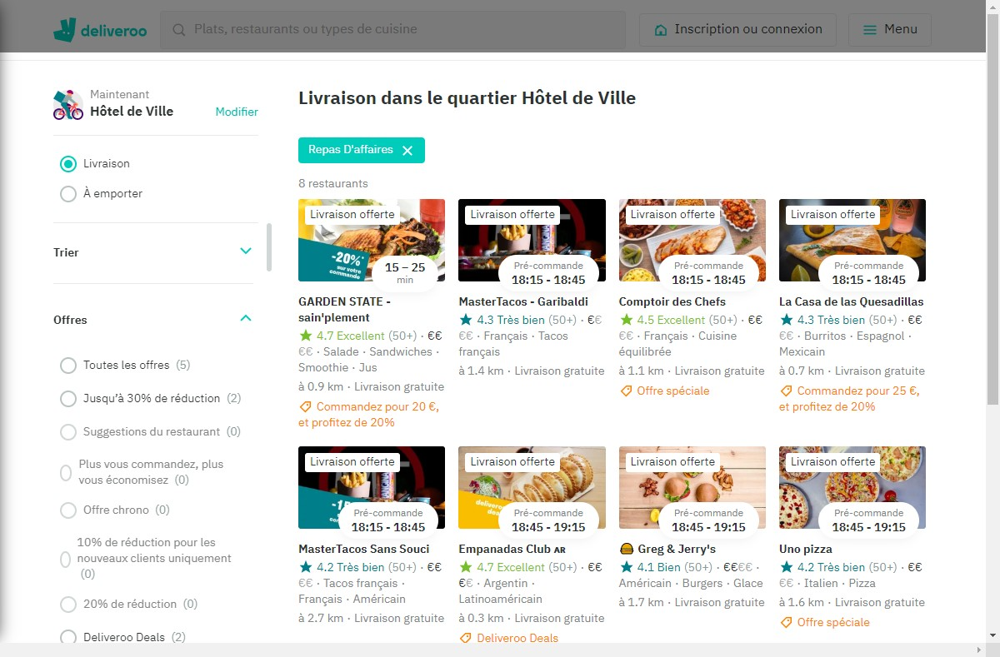 deliveroo
Plats, restaurants ou types de cuisine
Inscription ou connexion
Menu
Maintenant
Hôtel de Ville
Modifier
Livraison
À emporter
Trier
Offres
Toutes les offres (5)
Jusqu'à 30% de réduction (2)
Suggestions du restaurant (0)
Plus vous commandez, plus
vous économisez (0)
Offre chrono (0)
10% de réduction pour les
nouveaux clients uniquement
(0)
20% de réduction (0)
Deliveroo Deals (2)
Livraison dans le quartier Hôtel de Ville
Repas D'affaires
8 restaurants
Livraison offerte
-20%*
sur votre
commande
15 – 25
min
GARDEN STATE -
sain'plement
4.7 Excellent (50+) · €€
€€ · Salade · Sandwiches ·
Smoothie · Jus
à 0.9 km · Livraison gratuite
Commandez pour 20 €,
et profitez de 20%
Livraison offerte
Pré-commande
18:15 - 18:45
MasterTacos - Garibaldi
4.3 Très bien (50+) · €€
€€ · Français · Tacos
français
à 1.4 km · Livraison gratuite
Livraison offerte
Pré-commande
18:15 - 18:45
Comptoir des Chefs
4.5 Excellent (50+) · €€
€€ · Français · Cuisine
équilibrée
à 1.1 km · Livraison gratuite
Offre spéciale
Livraison offerte
Pré-commande
18:15 - 18:45
La Casa de las Quesadillas
4.3 Très bien (50+) · €€
€€ · Burritos · Espagnol ·
Mexicain
à 0.7 km · Livraison gratuite
Commandez pour 25 €,
et profitez de 20%
Livraison offerte
Pré-commande
18:15 - 18:45
MasterTacos Sans Souci
4.2 Très bien (50+) · €€
€€ · Tacos français ·
Français · Américain
à 2.7 km · Livraison gratuite
Livraison offerte
deliveroo
Pré-commande
18:45 - 19:15
Empanadas Club AR
4.7 Excellent (50+) · €€
€€ · Argentin ·
Latinoaméricain
à 0.3 km · Livraison gratuite
Deliveroo Deals
Livraison offerte
Pré-commande
18:45 - 19:15
Greg & Jerry's
4.1 Bien (50+) · €€€€ ·
Américain · Burgers · Glace
à 1.7 km · Livraison gratuite
Livraison offerte
Pré-commande
18:45 - 19:15
Uno pizza
4.2 Très bien (50+) · €€
€€ · Italien · Pizza
à 1.6 km · Livraison gratuite
Offre spéciale